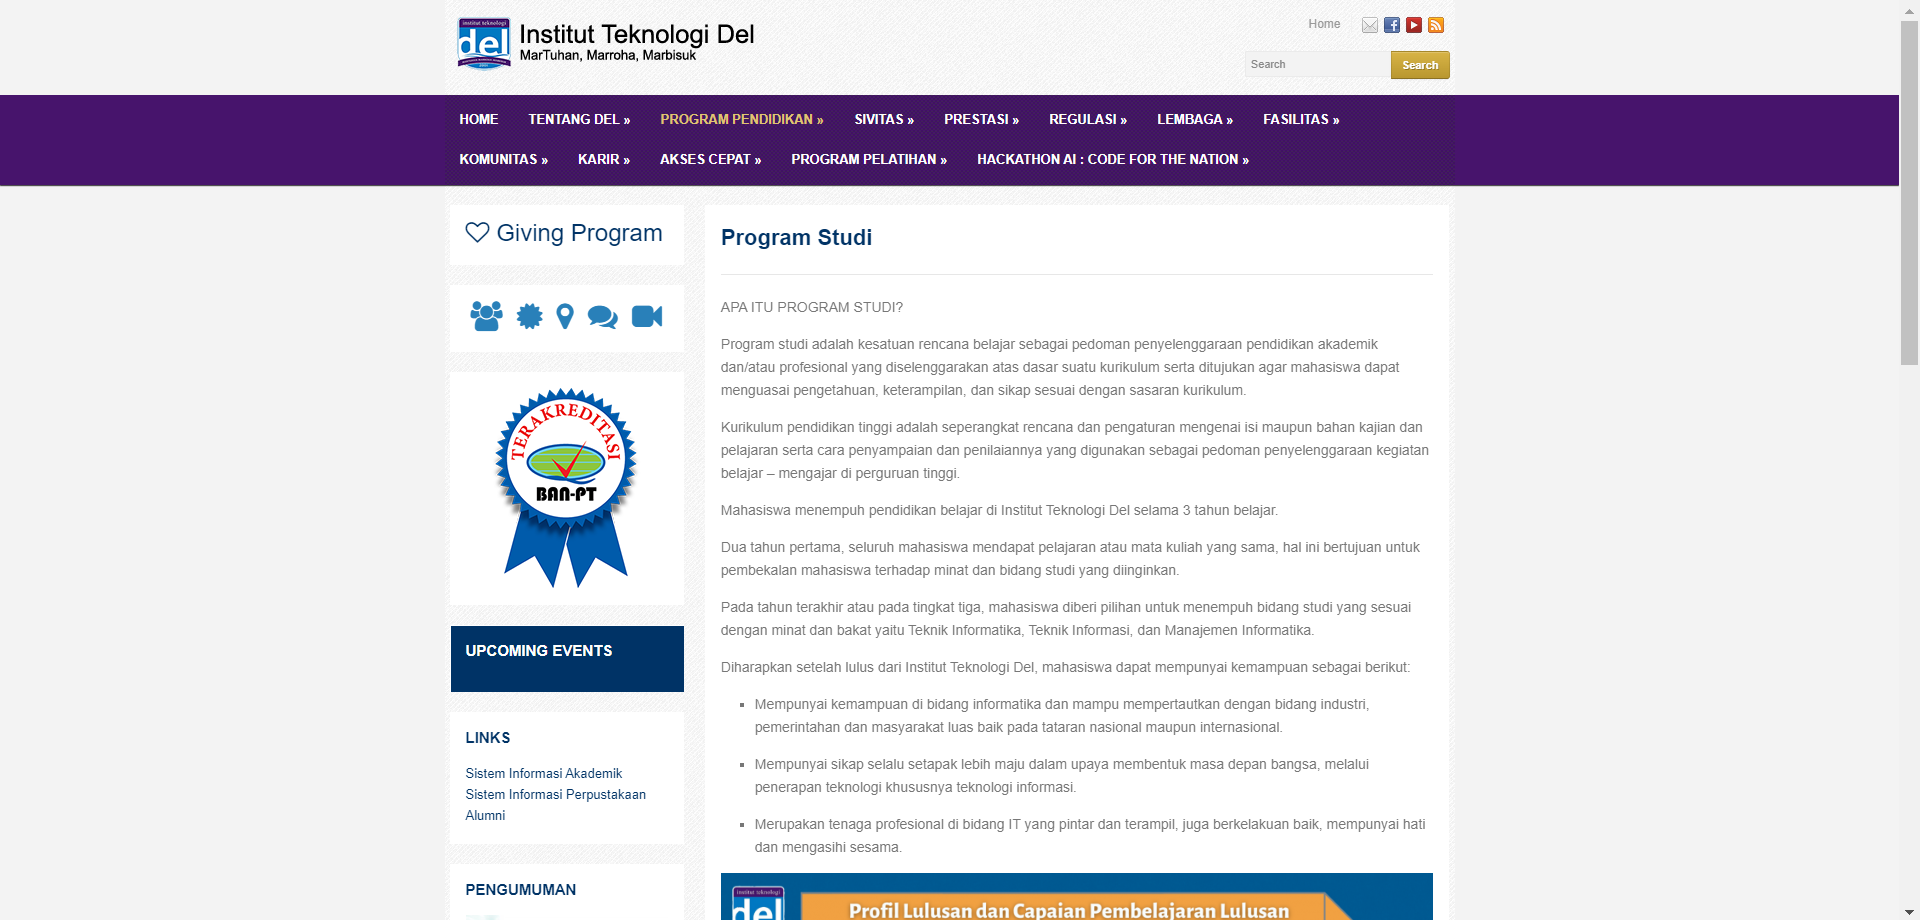 institut teknologi
del
Institut Teknologi Del
MarTuhan, Marroha, Marbisuk
Home
Search
Search
HOME
TENTANG DEL »
PROGRAM PENDIDIKAN »
SIVITAS »
PRESTASI »
REGULASI »
LEMBAGA »
FASILITAS »
KOMUNITAS »
KARIR »
AKSES CEPAT »
PROGRAM PELATIHAN »
HACKATHON AI : CODE FOR THE NATION »
Giving Program
TERAKREDITASI
BAN-PT
UPCOMING EVENTS
LINKS
Sistem Informasi Akademik
Sistem Informasi Perpustakaan
Alumni
PENGUMUMAN
Program Studi
APA ITU PROGRAM STUDI?
Program studi adalah kesatuan rencana belajar sebagai pedoman penyelenggaraan pendidikan akademik
dan/atau profesional yang diselenggarakan atas dasar suatu kurikulum serta ditujukan agar mahasiswa dapat
menguasai pengetahuan, keterampilan, dan sikap sesuai dengan sasaran kurikulum.
Kurikulum pendidikan tinggi adalah seperangkat rencana dan pengaturan mengenai isi maupun bahan kajian dan
pelajaran serta cara penyampaian dan penilaiannya yang digunakan sebagai pedoman penyelenggaraan kegiatan
belajar – mengajar di perguruan tinggi.
Mahasiswa menempuh pendidikan belajar di Institut Teknologi Del selama 3 tahun belajar.
Dua tahun pertama, seluruh mahasiswa mendapat pelajaran atau mata kuliah yang sama, hal ini bertujuan untuk
pembekalan mahasiswa terhadap minat dan bidang studi yang diinginkan.
Pada tahun terakhir atau pada tingkat tiga, mahasiswa diberi pilihan untuk menempuh bidang studi yang sesuai
dengan minat dan bakat yaitu Teknik Informatika, Teknik Informasi, dan Manajemen Informatika.
Diharapkan setelah lulus dari Institut Teknologi Del, mahasiswa dapat mempunyai kemampuan sebagai berikut:
Mempunyai kemampuan di bidang informatika dan mampu mempertautkan dengan bidang industri,
pemerintahan dan masyarakat luas baik pada tataran nasional maupun internasional.
Mempunyai sikap selalu setapak lebih maju dalam upaya membentuk masa depan bangsa, melalui
penerapan teknologi khususnya teknologi informasi.
Merupakan tenaga profesional di bidang IT yang pintar dan terampil, juga berkelakuan baik, mempunyai hati
dan mengasihi sesama.
institut teknologi
del
Profil Lulusan dan Capaian Pembelajaran Lulusan